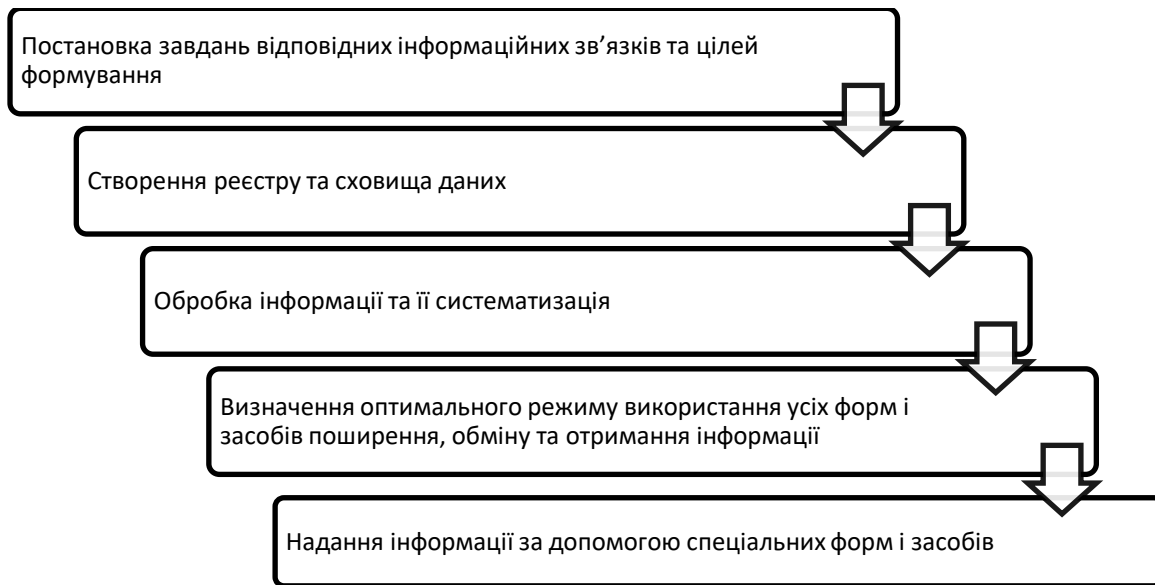 Постановка завдань відповідних інформаційних зв’язків та цілей
формування
Створення реєстру та сховища даних
Обробка інформації та її систематизація
Визначення оптимального режиму використання усіх форм і
засобів поширення, обміну та отримання інформації
Надання інформації за допомогою спеціальних форм і засобів